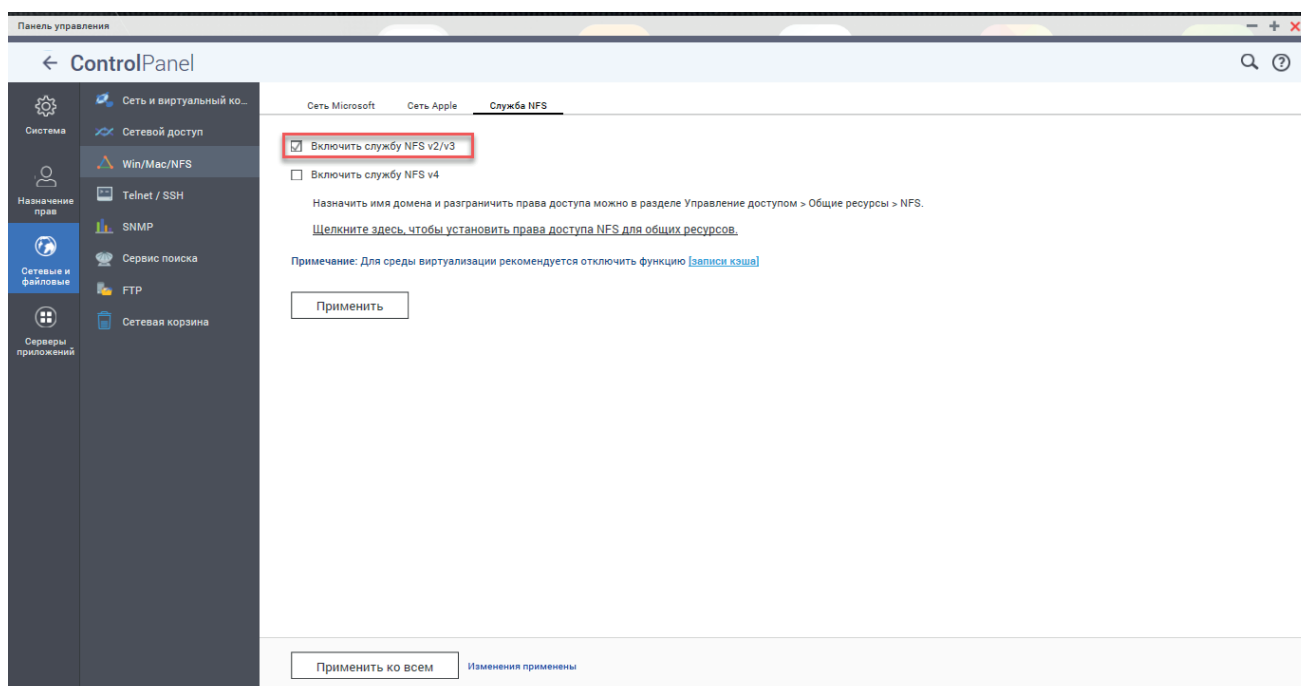 Панель управления
ControlPanel
Система
Назначение
прав
Сетевые и
файловые
Серверы
приложений
Сеть и виртуальный ко...
Сетевой доступ
Win/Mac/NFS
Telnet / SSH
SNMP
Сервис поиска
FTP
Сетевая корзина
Сеть Microsoft Сеть Apple Служба NFS
Включить службу NFS v2/v3
Включить службу NFS v4
Назначить имя домена и разграничить права доступа можно в разделе Управление доступом > Общие ресурсы > NFS.
Щелкните здесь, чтобы установить права доступа NFS для общих ресурсов.
Примечание: Для среды виртуализации рекомендуется отключить функцию [записи кэша]
Применить
Применить ко всем Изменения применены